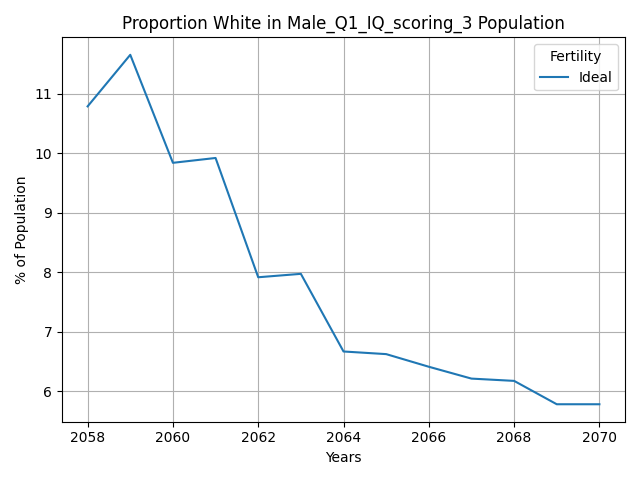 Proportion White in Male_Q1_IQ_scoring_3 Population
Fertility
Ideal
11
10
9
8
7
6
% of Population
2058
2060
2062
2064
2066
2068
2070
Years